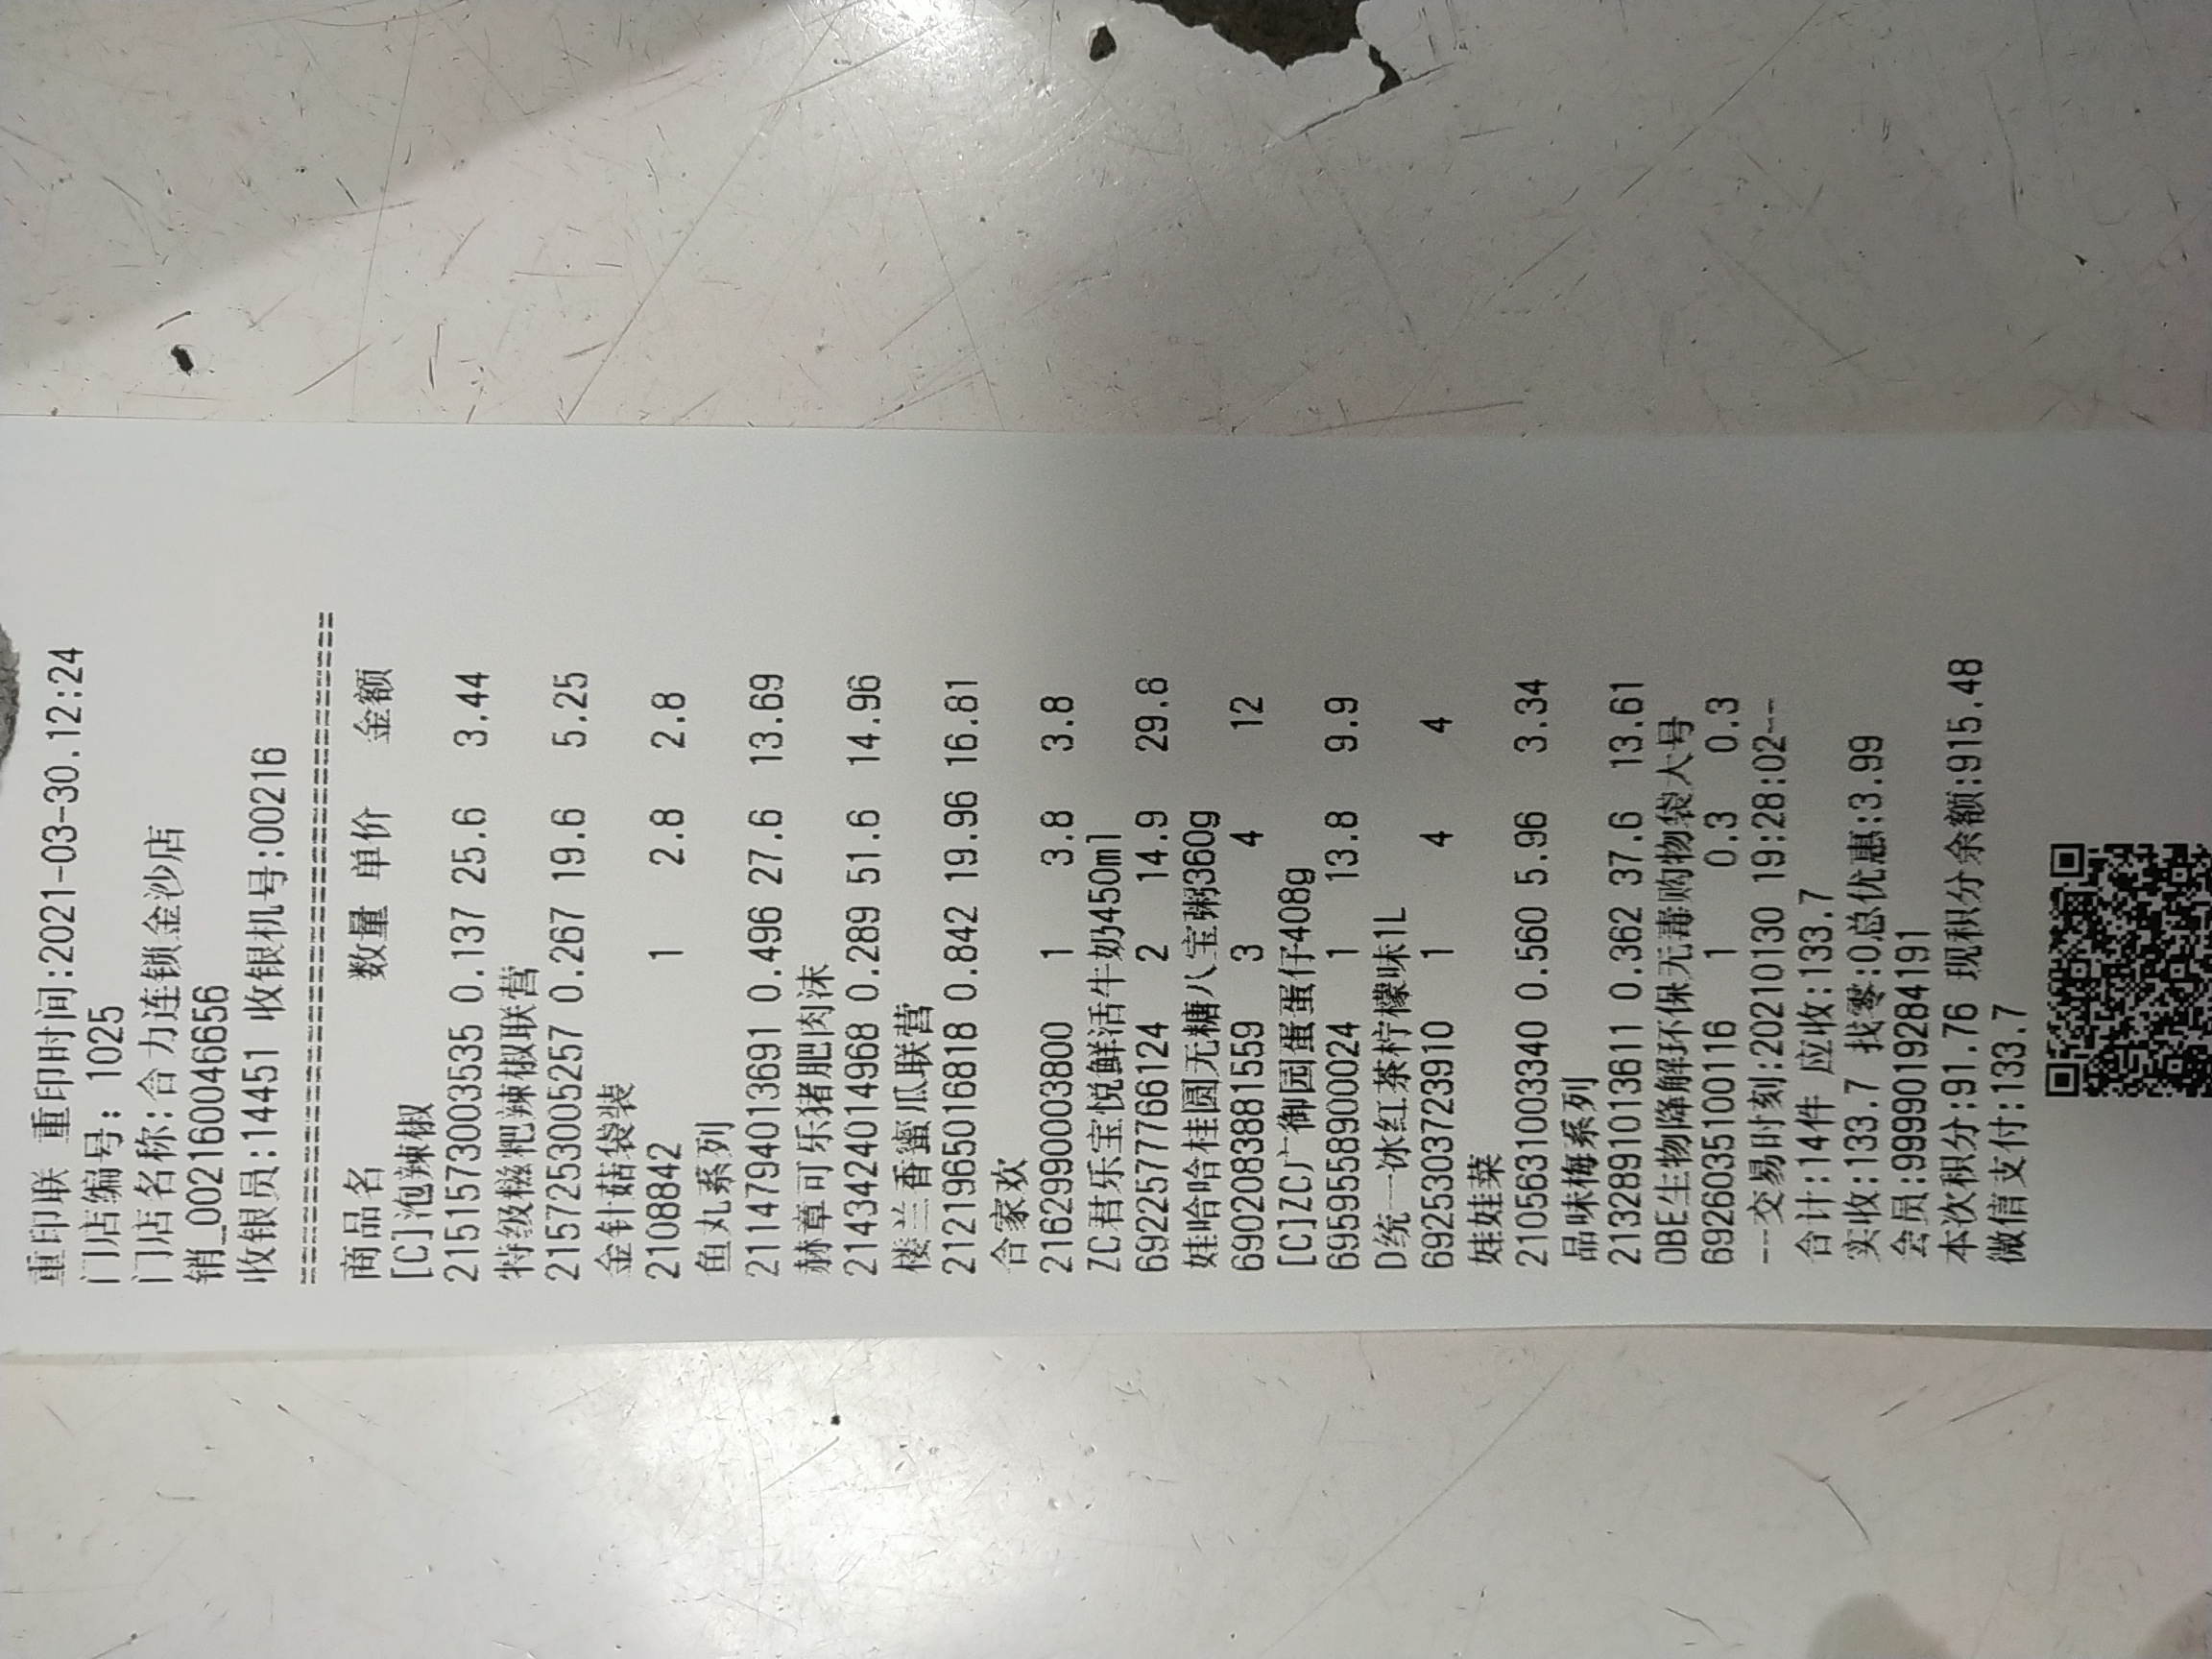 重印联 重印时间:2021-03-30.12:24
门店编号: 1025
门店名称:合力连锁金沙店
销_002160046656
收银员:14451 收银机号:00216
================================
商品名 数量 单价 金额
[C]泡辣椒
2151573003535 0.137 25.6 3.44
特级糍粑辣椒联营
2157253005257 0.267 19.6 5.25
金针菇袋装
2108842 1 2.8 2.8
鱼丸系列
2114794013691 0.496 27.6 13.69
赫章可乐猪肥肉沫
2143424014968 0.289 51.6 14.96
楼兰香蜜瓜联营
2121965016818 0.842 19.96 16.81
合家欢
2162990003800 1 3.8 3.8
ZC君乐宝悦鲜活牛奶450ml
6922577766124 2 14.9 29.8
娃哈哈桂圆无糖八宝粥360g
6902083881559 3 4 12
[C]ZC广御园蛋蛋仔408g
6959558900024 1 13.8 9.9
D统一冰红茶柠檬味1L
6925303723910 1 4 4
娃娃菜
2105631003340 0.560 5.96 3.34
品味梅系列
2132891013611 0.362 37.6 13.61
OBE生物降解环保无毒购物袋大号
6926035100116 1 0.3 0.3
--交易时刻:20210130 19:28:02--
合计:14件 应收:133.7
实收:133.7 找零:0总优惠:3.99
会员:9999019284191
本次积分:91.76 现积分余额:915.48
微信支付:133.7